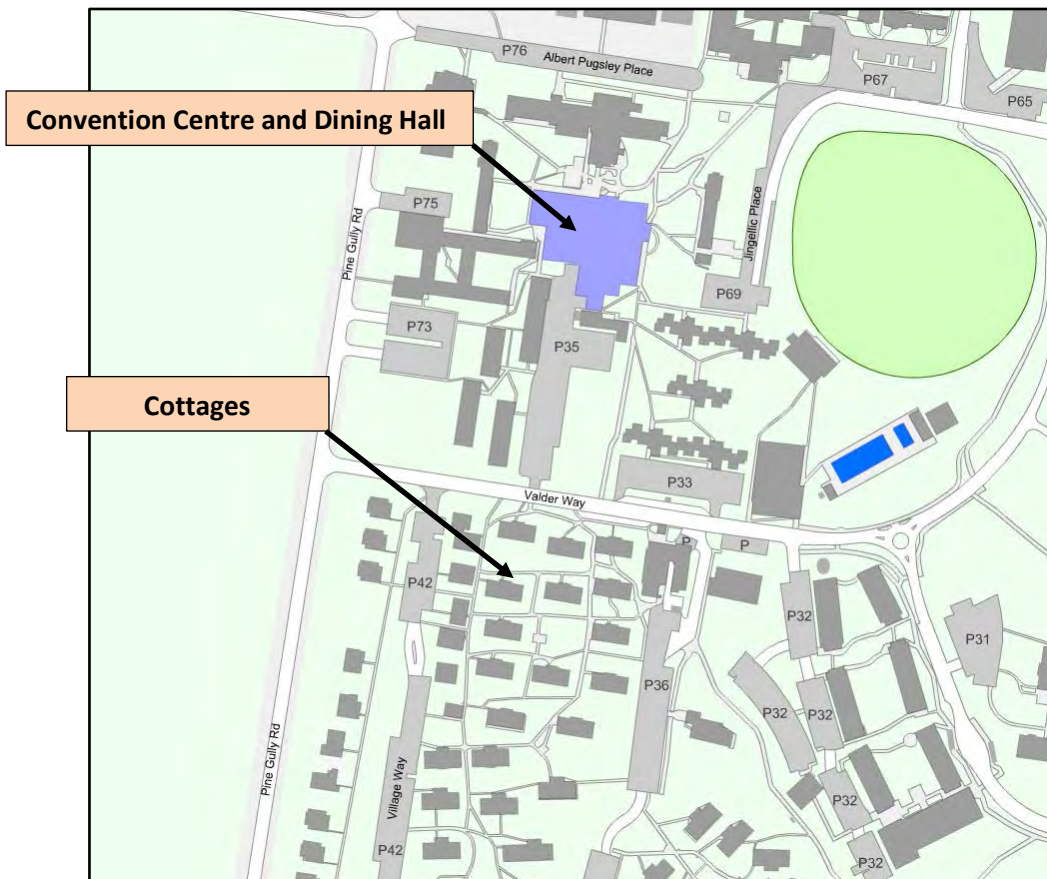 P76
Albert Pugsley Place
P67
P65
Convention Centre and Dining Hall
P75
Pine Gully Rd
Jingellic Place
P69
P73
P35
Cottages
P33
Valder Way
P
P
P42
P32
P31
P36
P32
P32
Pine Gully Rd
Village Way
P32
P42
P32